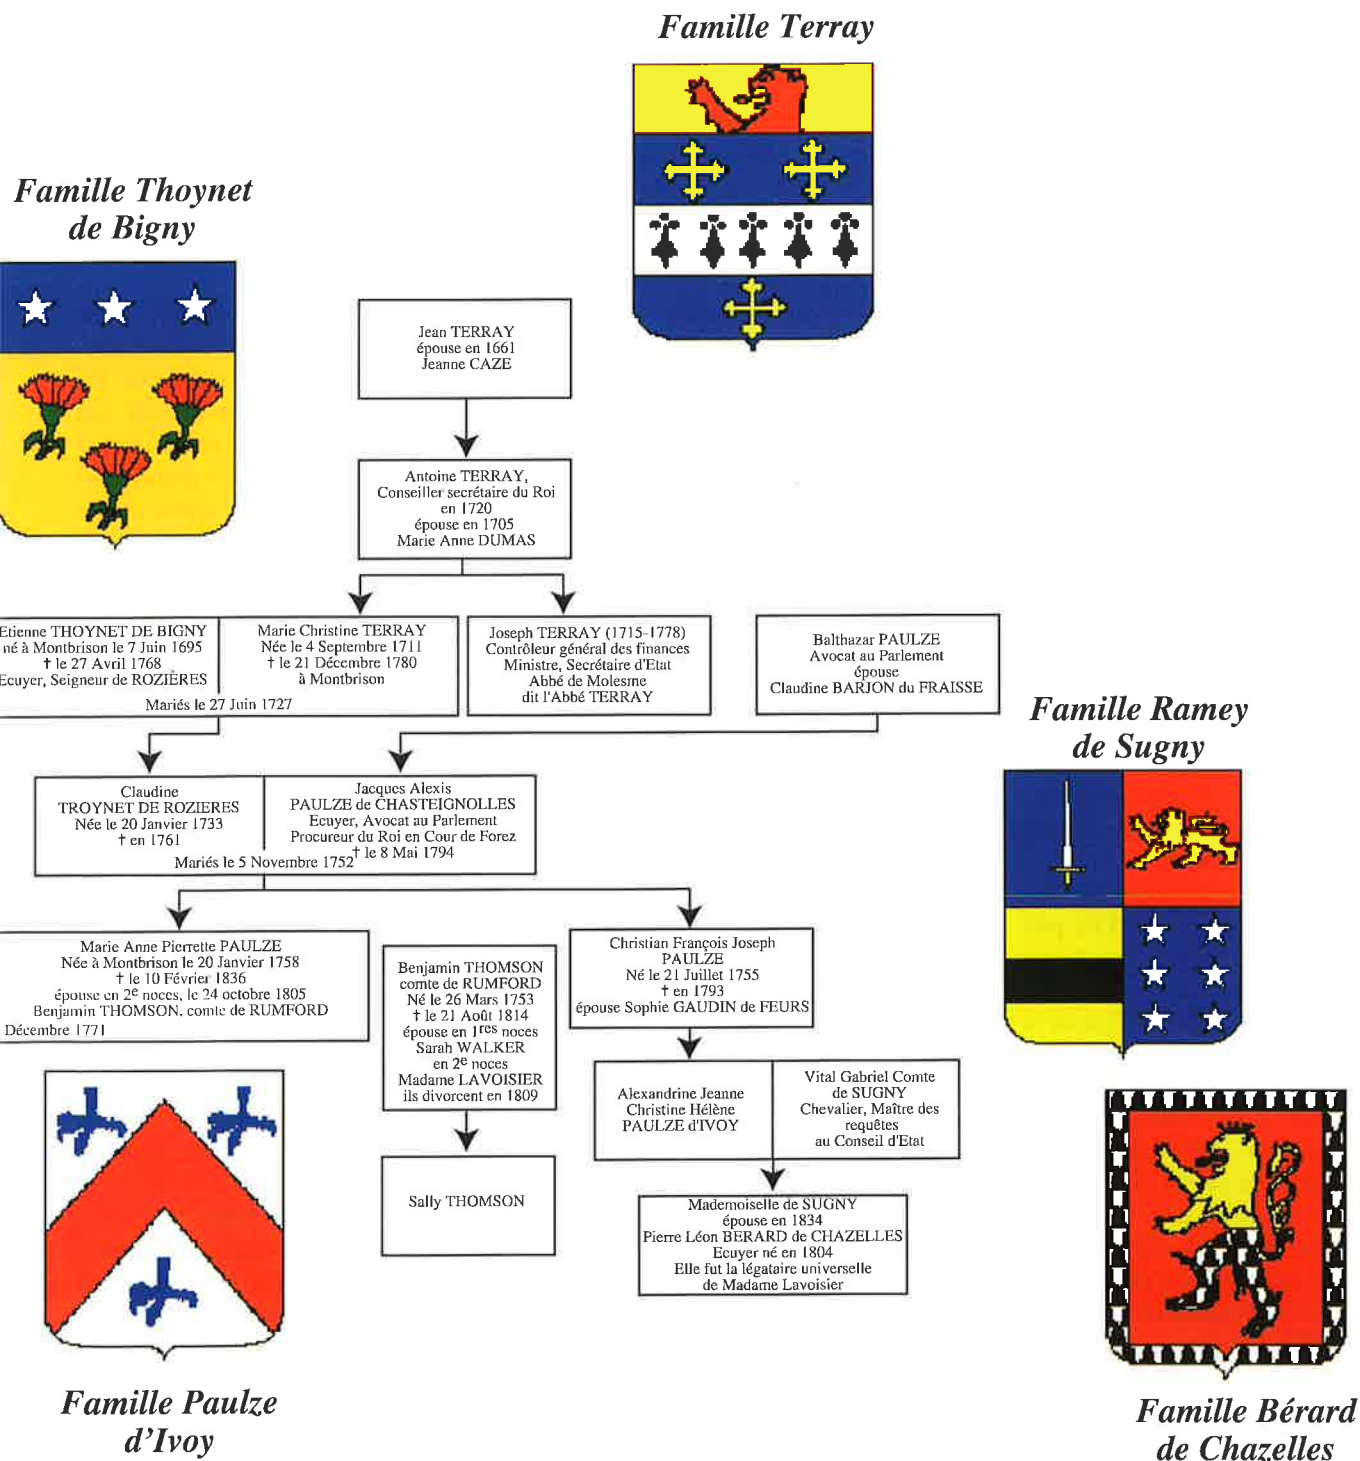 Famille Terray
Famille Thoynet
de Bigny
Jean TERRAY
épouse en 1661
Jeanne CAZE
Antoine TERRAY,
Conseiller secrétaire du Roi
en 1720
épouse en 1705
Marie Anne DUMAS
Etienne THOYNET DE BIGNY
né à Montbrison le 7 Juin 1695
† le 27 Avril 1768
Ecuyer, Seigneur de ROZIÈRES
Marie Christine TERRAY
Née le 4 Septembre 1711
† le 21 Décembre 1780
à Montbrison
Mariés le 27 Juin 1727
Joseph TERRAY (1715-1778)
Contrôleur général des finances
Ministre, Secrétaire d'Etat
Abbé de Molesme
dit l'Abbé TERRAY
Balthazar PAULZE
Avocat au Parlement
épouse
Claudine BARJON du FRAISSE
Famille Ramey
de Sugny
Claudine
TROYNET DE ROZIERES
Née le 20 Janvier 1733
† en 1761
Jacques Alexis
PAULZE de CHASTEIGNOLLES
Ecuyer, Avocat au Parlement
Procureur du Roi en Cour de Forez
† le 8 Mai 1794
Mariés le 5 Novembre 1752
Marie Anne Pierrette PAULZE
Née à Montbrison le 20 Janvier 1758
† le 10 Février 1836
épouse en 2e noces, le 24 octobre 1805
Benjamin THOMSON, comte de RUMFORD
Décembre 1771
Benjamin THOMSON
comte de RUMFORD
Né le 26 Mars 1753
† le 21 Août 1814
épouse en 1res noces
Sarah WALKER
en 2e noces
Madame LAVOISIER
ils divorcent en 1809
Christian François Joseph
PAULZE
Né le 21 Juillet 1755
† en 1793
épouse Sophie GAUDIN de FEURS
Alexandrine Jeanne
Christine Hélène
PAULZE d'IVOY
Vital Gabriel Comte
de SUGNY
Chevalier, Maître des
requêtes
au Conseil d'Etat
Sally THOMSON
Mademoiselle de SUGNY
épouse en 1834
Pierre Léon BERARD de CHAZELLES
Ecuyer né en 1804
Elle fut la légataire universelle
de Madame Lavoisier
Famille Paulze
d'Ivoy
Famille Bérard
de Chazelles